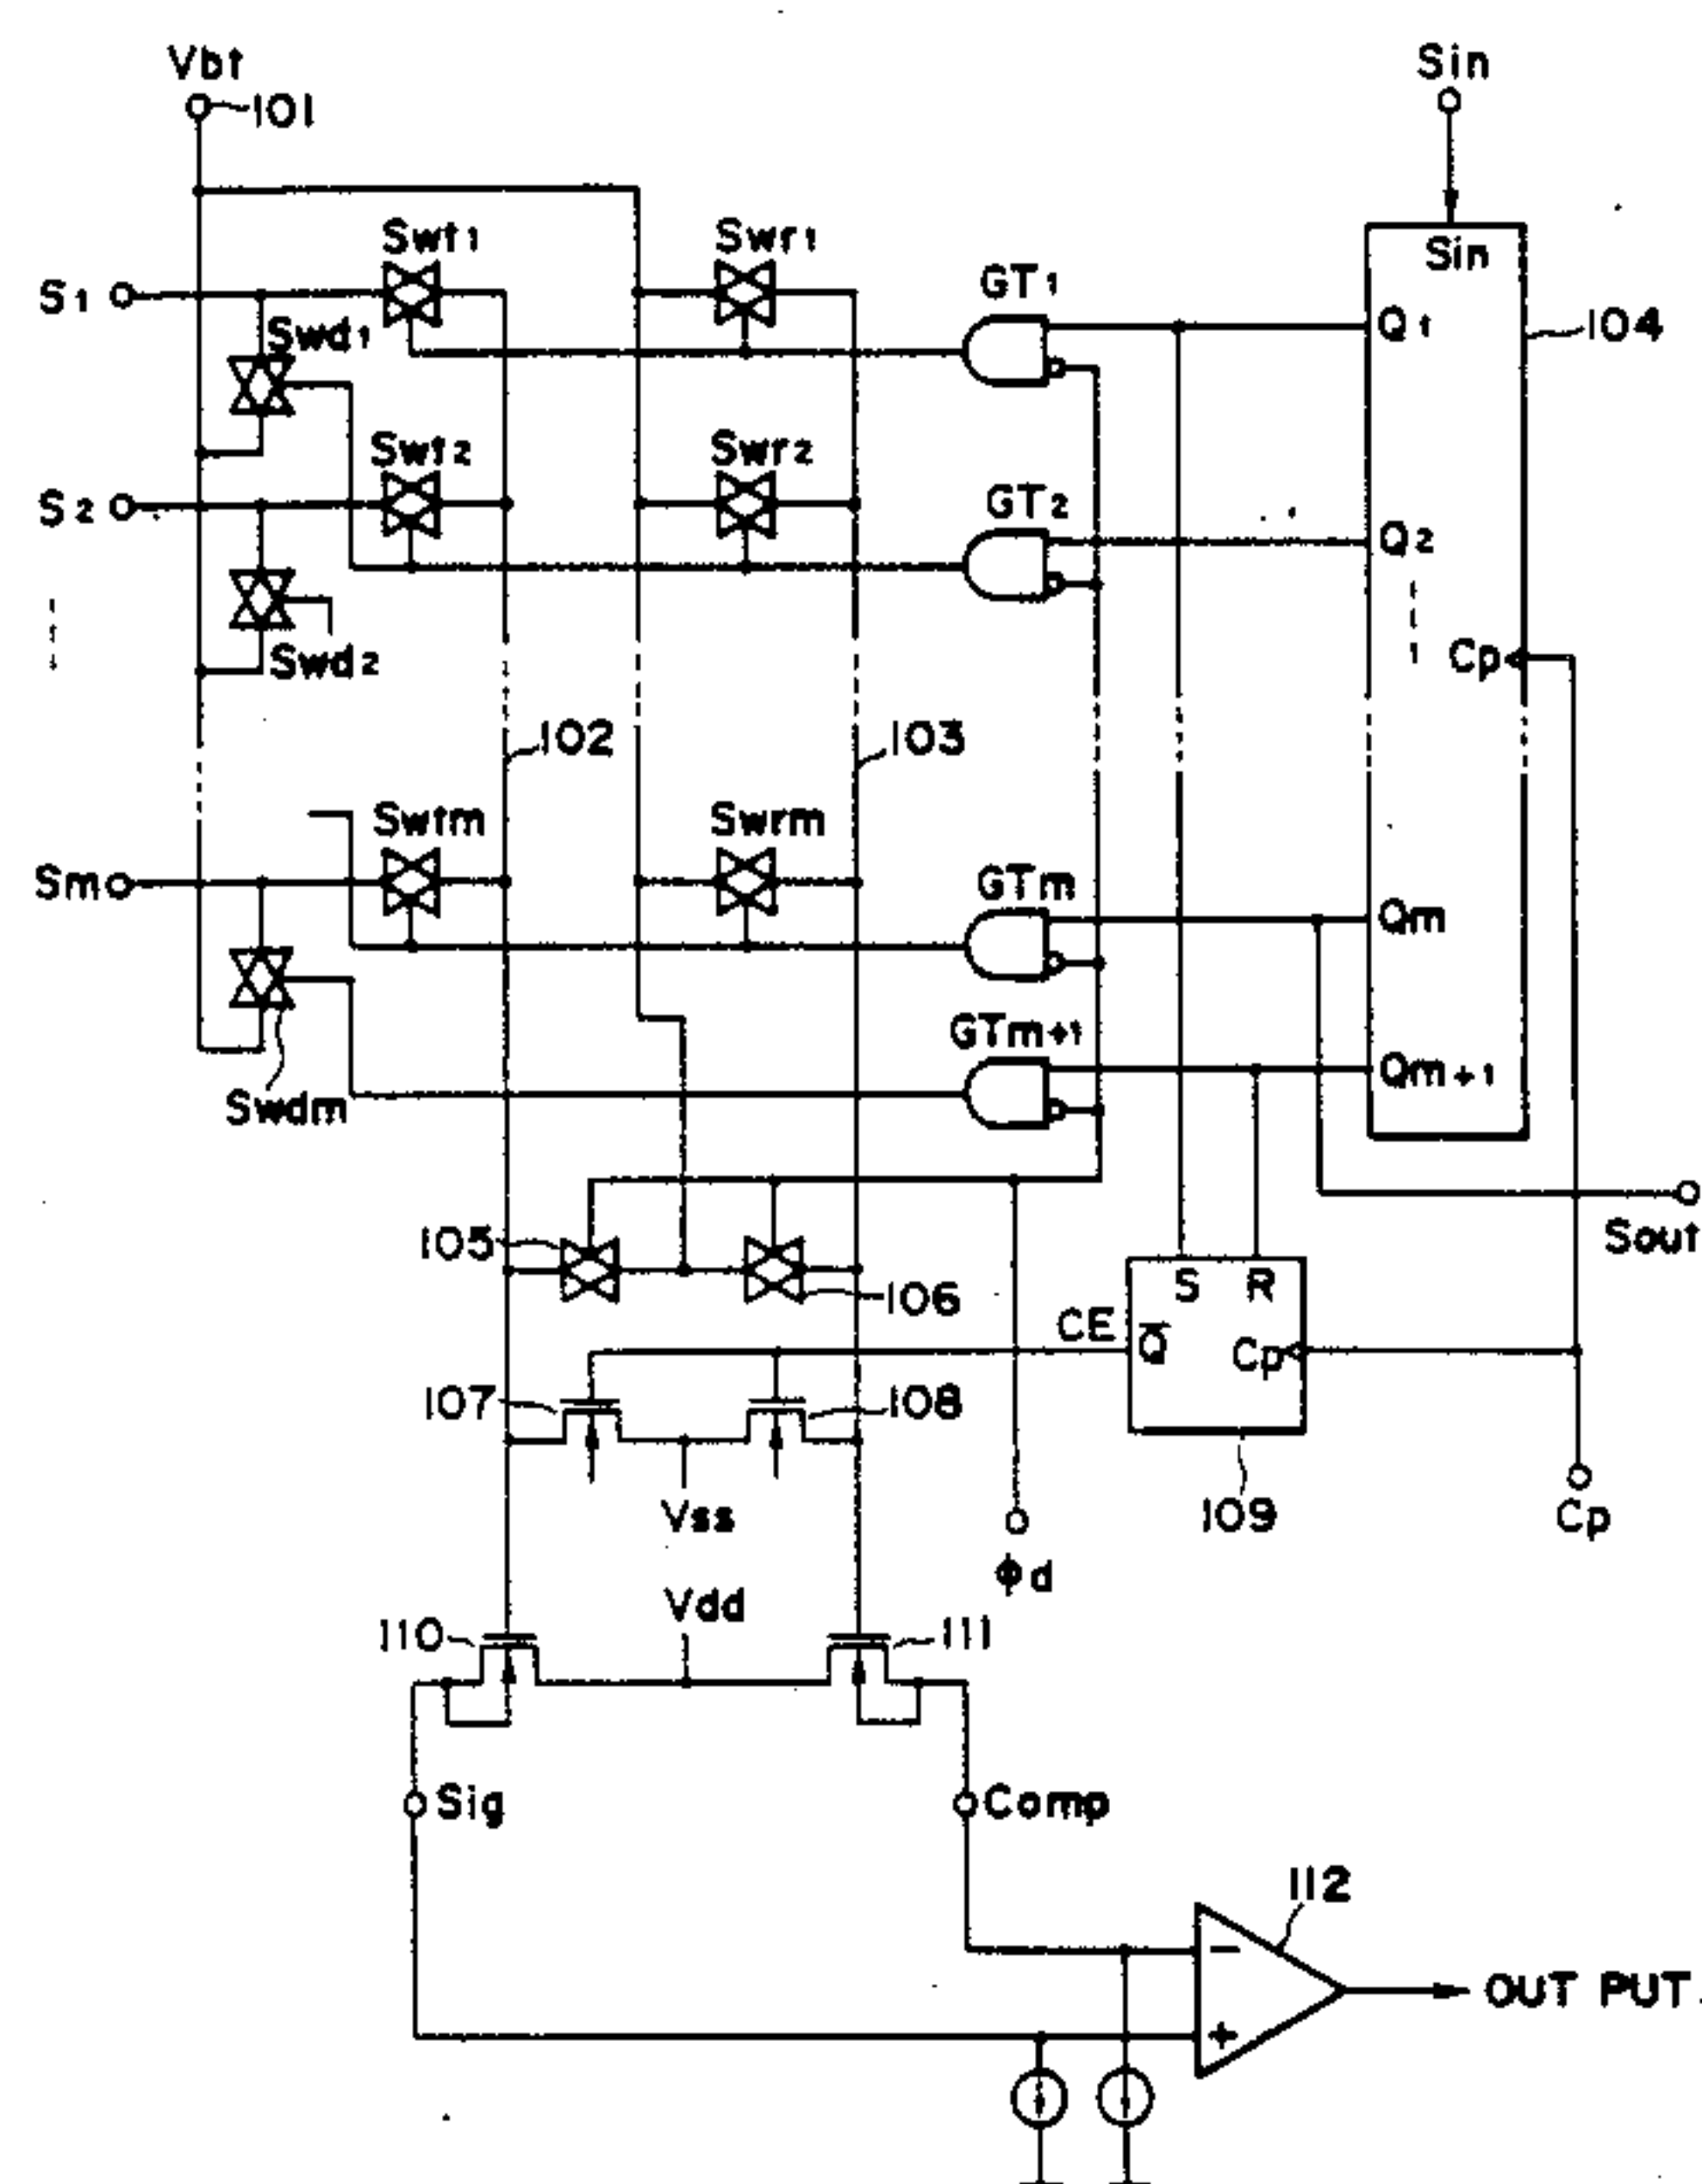 Vbt
101
Sin
Swt1
Swr1
Sin
S1
GT1
Q1
104
Swd1
Swt2
Swr2
S2
GT2
Q2
Cp
Swd2
102
103
Swtm
Swrm
Sm
GTm
Qm
GTm+1
Qm+1
Swdm
Sout
105
106
S R
CE
Q̅
Cp
107
108
Vss
109
Cp
φd
Vdd
110
111
Sig
Comp
112
−
OUT PUT.
+